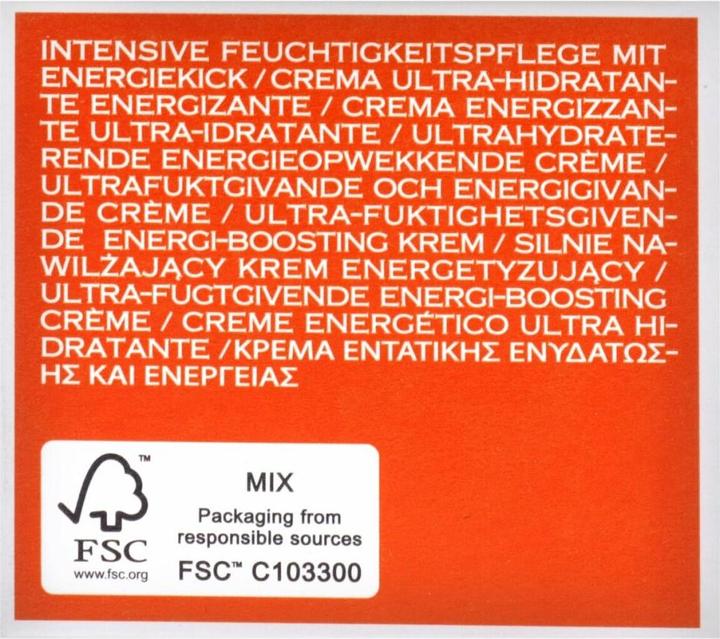 INTENSIVE FEUCHTIGKEITSPFLEGE MIT
ENERGIEKICK / CREMA ULTRA-HIDRATAN-
TE ENERGIZANTE / CREMA ENERGIZZAN-
TE ULTRA-IDRATANTE / ULTRAHYDRATE-
RENDE ENERGIEOPWEKKENDE CRÈME /
ULTRAFUKTGIVANDE OCH ENERGIGIVAN-
DE CRÈME / ULTRA-FUKTIGHETSGIVEN-
DE ENERGI-BOOSTING KREM / SILNIE NA-
WILŻAJĄCY KREM ENERGETYZUJĄCY /
ULTRA-FUGTGIVENDE ENERGI-BOOSTING
CRÈME / CREME ENERGÉTICO ULTRA HI-
DRATANTE / ΚΡΕΜΑ ΕΝΤΑΤΙΚΗΣ ΕΝΥΔΑΤΩΣ-
ΗΣ ΚΑΙ ΕΝΕΡΓΕΙΑΣ
™
FSC
www.fsc.org
MIX
Packaging from
responsible sources
FSC™ C103300